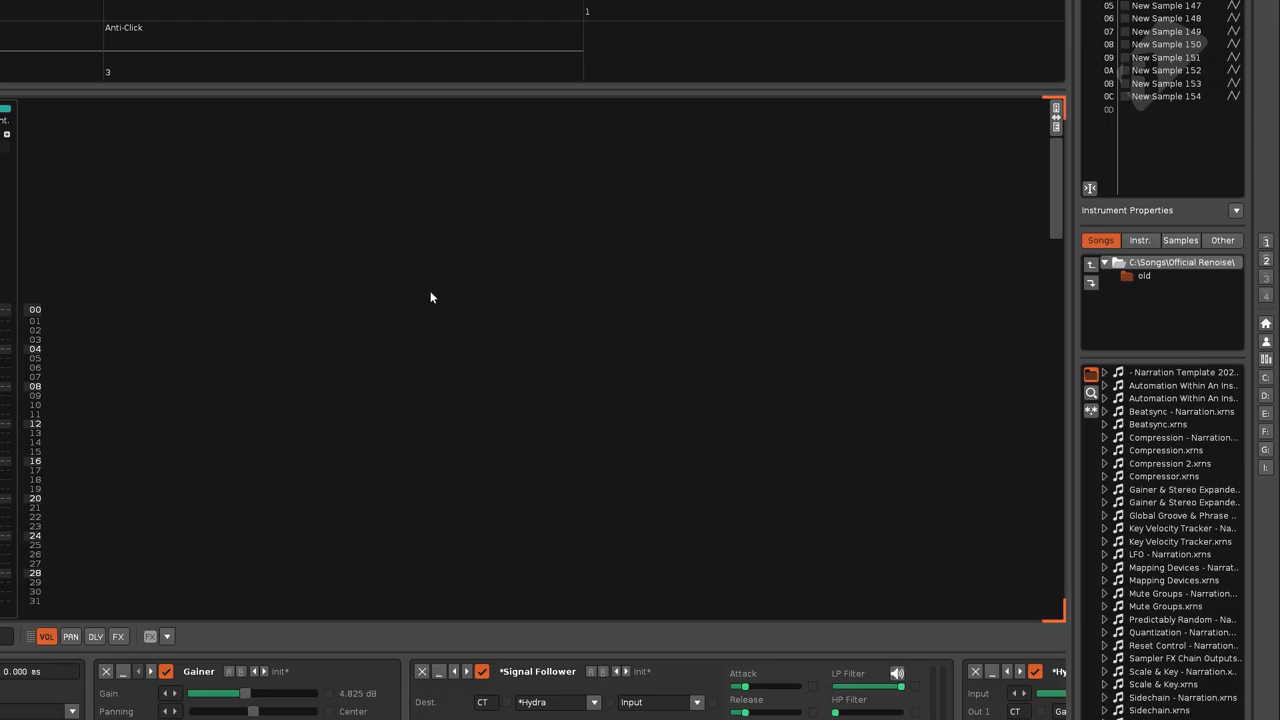 1
Anti-Click
3
05 New Sample 147
06 New Sample 148
07 New Sample 149
08 New Sample 150
09 New Sample 151
0A New Sample 152
0B New Sample 153
0C New Sample 154
0D
Instrument Properties
Songs Instr. Samples Other
C:\Songs\Official Renoise\
old
1
2
3
4
C:
D:
E:
F:
G:
I:
- Narration Template 202..
Automation Within An Ins..
Automation Within An Ins..
Beatsync - Narration.xrns
Beatsync.xrns
Compression - Narration...
Compression.xrns
Compression 2.xrns
Compressor.xrns
Gainer & Stereo Expande..
Gainer & Stereo Expande..
Global Groove & Phrase ..
Key Velocity Tracker - Na..
Key Velocity Tracker.xrns
LFO - Narration.xrns
Mapping Devices - Narrat..
Mapping Devices.xrns
Mute Groups - Narration...
Mute Groups.xrns
Predictably Random - Na..
Quantization - Narration...
Reset Control - Narration...
Sampler FX Chain Outputs..
Scale & Key - Narration.x..
Scale & Key.xrns
Sidechain - Narration.xrns
Sidechain.xrns
nt.
00
01
02
03
04
05
06
07
08
09
10
11
12
13
14
15
16
17
18
19
20
21
22
23
24
25
26
27
28
29
30
31
VOL PAN DLY FX FX
0.000 ms
Gainer A B Init*
Gain 4.825 dB
Panning Center
*Signal Follower A B Init*
Dest. CT *Hydra Input
Attack
Release
LP Filter
HP Filter
*Hy
Input
Out 1 CT Ga